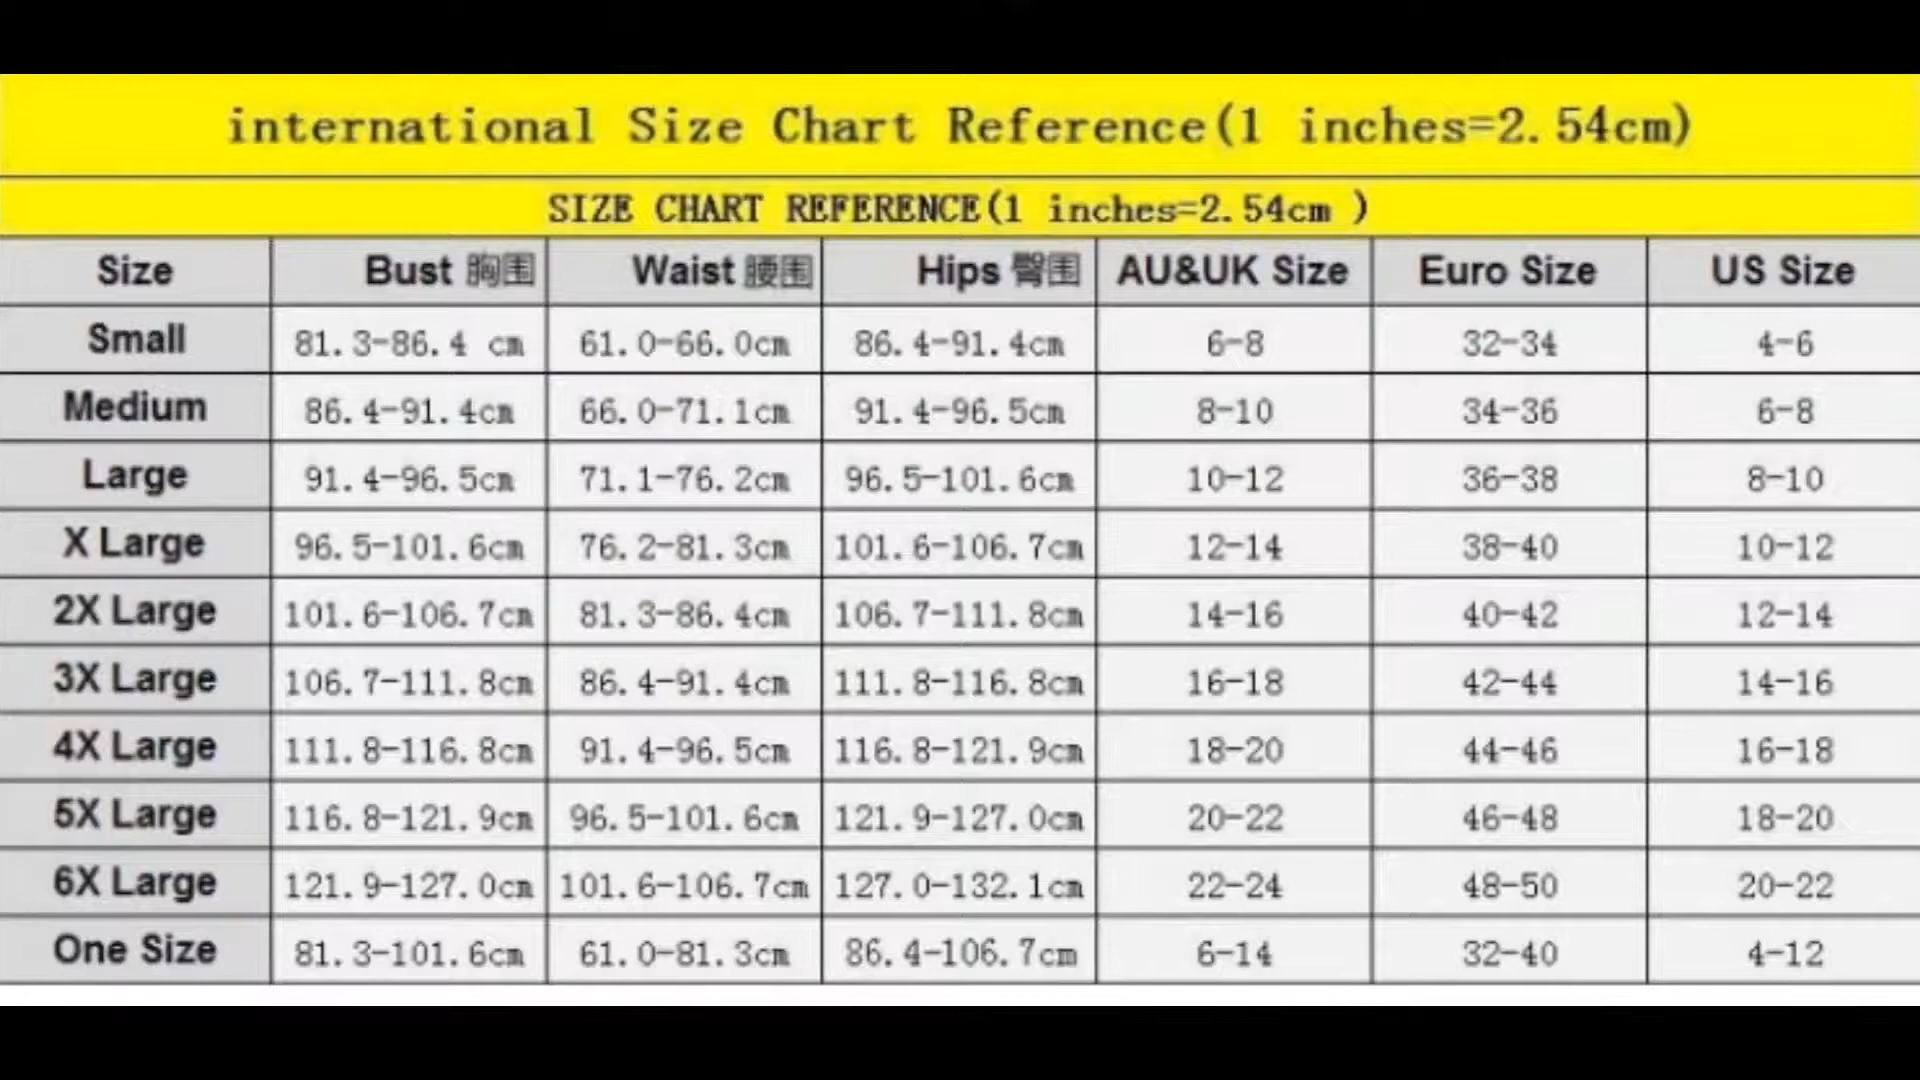 international Size Chart Reference(1 inches=2.54cm)
SIZE CHART REFERENCE(1 inches=2.54cm )
Size Bust 胸围 Waist 腰围 Hips 臀围 AU&UK Size Euro Size US Size
Small 81.3-86.4 cm 61.0-66.0cm 86.4-91.4cm 6-8 32-34 4-6
Medium 86.4-91.4cm 66.0-71.1cm 91.4-96.5cm 8-10 34-36 6-8
Large 91.4-96.5cm 71.1-76.2cm 96.5-101.6cm 10-12 36-38 8-10
X Large 96.5-101.6cm 76.2-81.3cm 101.6-106.7cm 12-14 38-40 10-12
2X Large 101.6-106.7cm 81.3-86.4cm 106.7-111.8cm 14-16 40-42 12-14
3X Large 106.7-111.8cm 86.4-91.4cm 111.8-116.8cm 16-18 42-44 14-16
4X Large 111.8-116.8cm 91.4-96.5cm 116.8-121.9cm 18-20 44-46 16-18
5X Large 116.8-121.9cm 96.5-101.6cm 121.9-127.0cm 20-22 46-48 18-20
6X Large 121.9-127.0cm 101.6-106.7cm 127.0-132.1cm 22-24 48-50 20-22
One Size 81.3-101.6cm 61.0-81.3cm 86.4-106.7cm 6-14 32-40 4-12